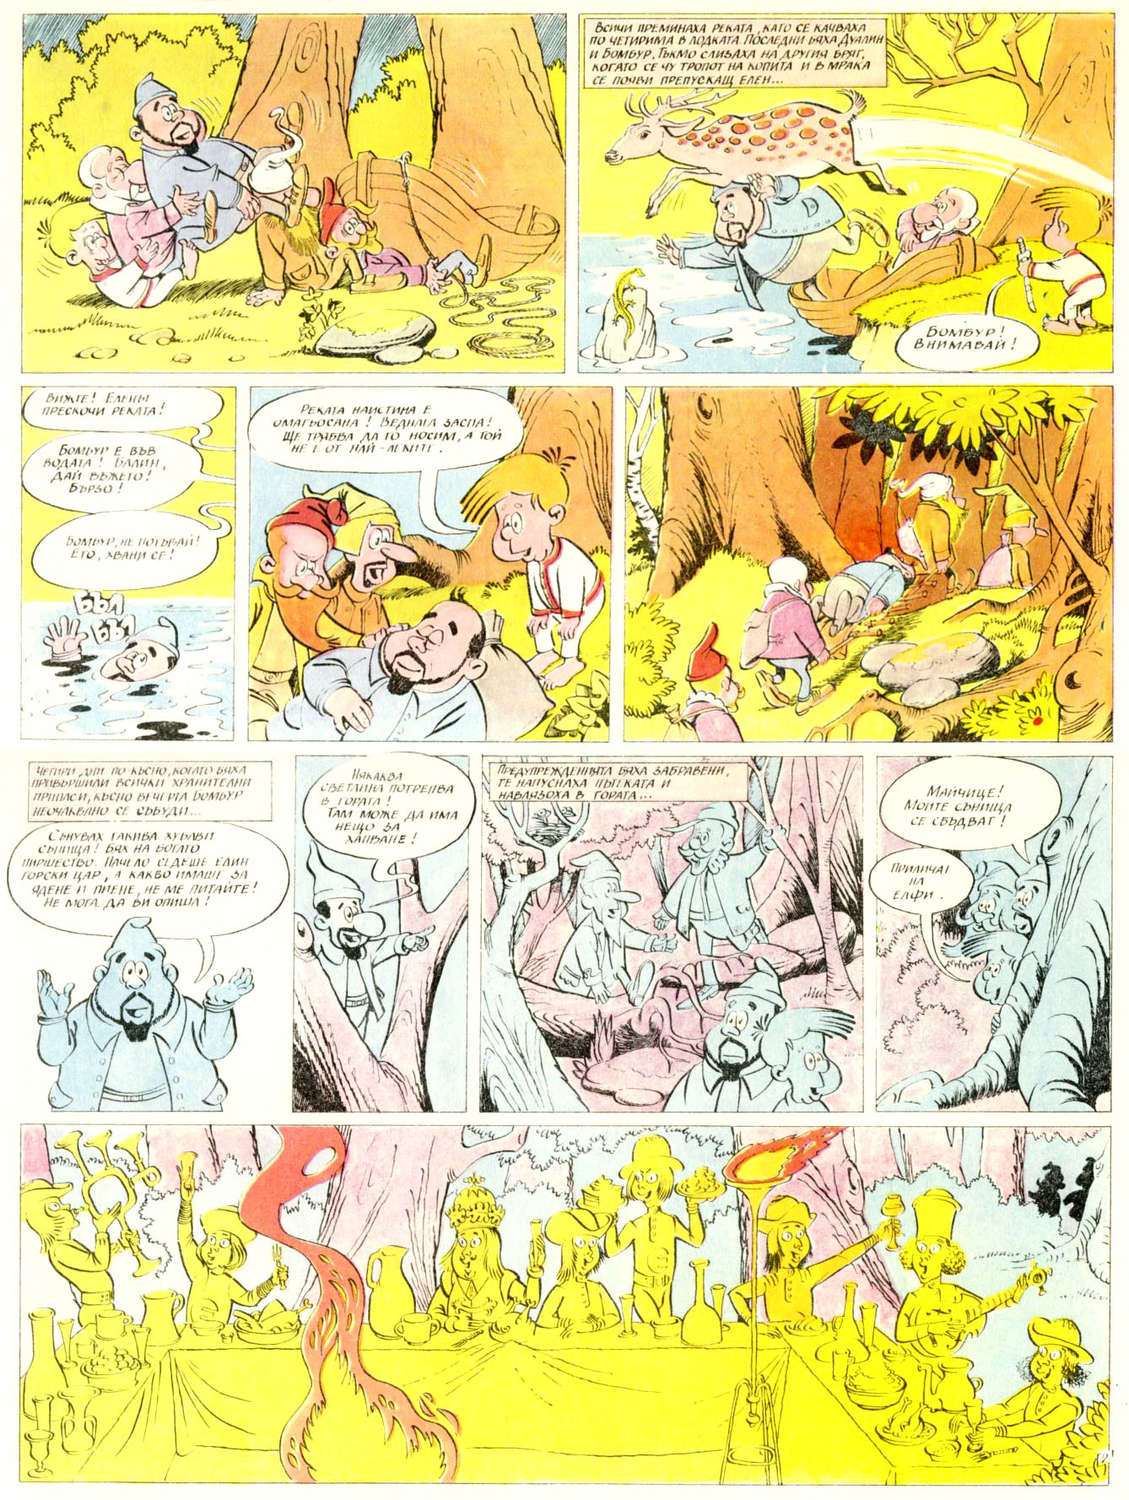 Всички преминаха реката, като се качваха
по четирима в лодката. Последни бяха Двалин
и Бомбур. Тъкмо слизаха на другия бряг,
когато се чу тропот на копита и в мрака
се появи препускащ елен...
Бомбур!
Внимавай!
Вижте! Еленът
прескочи реката!
Бомбур е във
водата! Балин,
дай въжето!
Бързо!
Бомбур, не потъвай!
Ето, хвани се!
Бъл
Бъл
Реката наистина е
омагьосана! Веднага заспа!
Ще трябва да го носим, а той
не е от най-леките.
Четири дни по-късно, когато бяха
привършили всички хранителни
припаси, късно вечерта Бомбур
неочаквано се събуди...
Сънувах такива хубави
сънища! Бях на богато
пиршество. Начело седеше един
горски цар, а какво имаше за
ядене и пиене, не ме питайте!
Не мога да ви опиша!
Някаква
светлина потрепва
в гората!
Там може да има
нещо за
хапване!
Предупрежденията бяха забравени,
те напуснаха пътеката и
навлязоха в гората...
Майчице!
Моите сънища
се сбъдват!
Приличат
на
елфи.